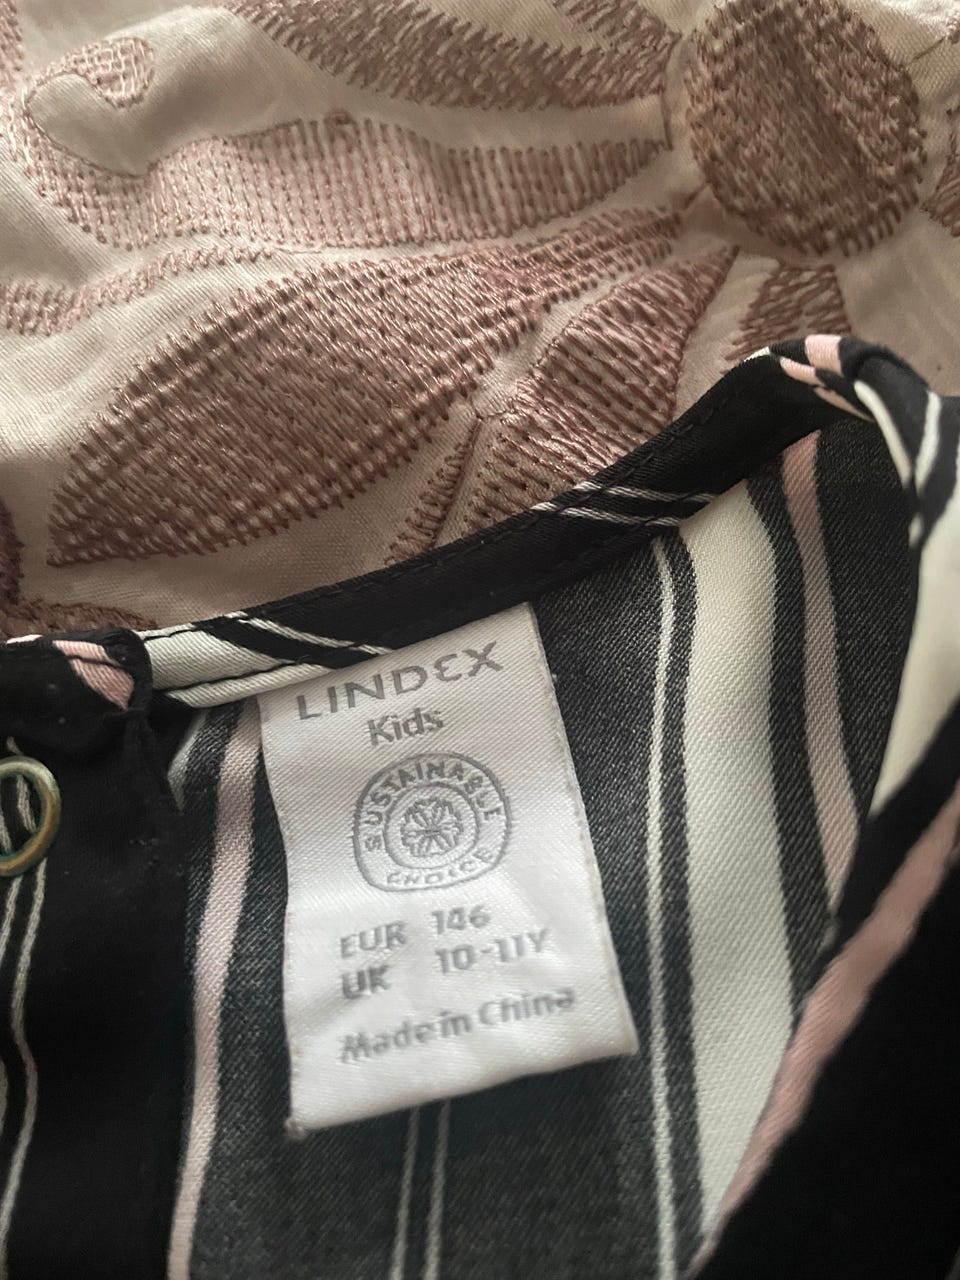 LINDEX
Kids
SUSTAINABLE
CHOICE
EUR 146
UK 10-11Y
Made in China